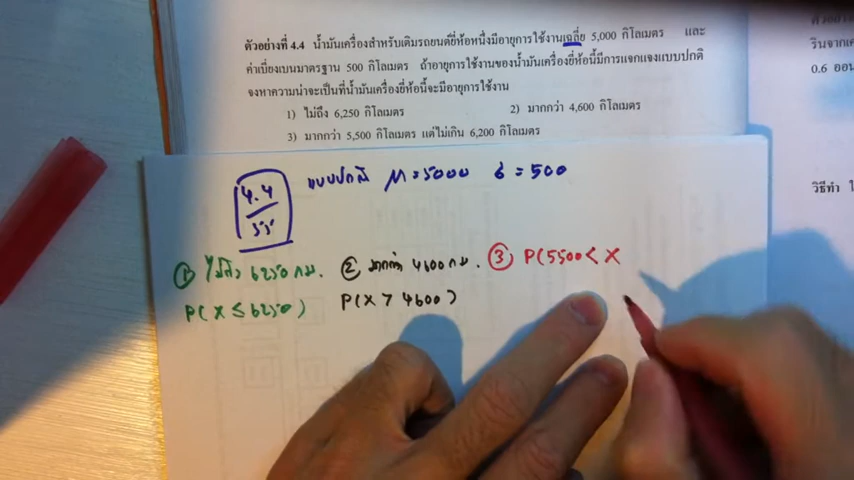 ตัวอย่างที่ 4.4 น้ำมันเครื่องสำหรับเติมรถยนต์ยี่ห้อหนึ่งมีอายุการใช้งานเฉลี่ย 5,000 กิโลเมตร และ
ค่าเบี่ยงเบนมาตรฐาน 500 กิโลเมตร ถ้าอายุการใช้งานของน้ำมันเครื่องยี่ห้อนี้มีการแจกแจงแบบปกติ
จงหาความน่าจะเป็นที่น้ำมันเครื่องยี่ห้อนี้จะมีอายุการใช้งาน
1) ไม่ถึง 6,250 กิโลเมตร 2) มากกว่า 4,600 กิโลเมตร
3) มากกว่า 5,500 กิโลเมตร แต่ไม่เกิน 6,200 กิโลเมตร
รินจาก
0.6 ออน
วิธีทำ
4.4
55
แบบปกติ μ=5000 σ=500
① ไม่ถึง 6250 กม. ② มากกว่า 4600 กม. ③ P(5500 < X
P(X ≤ 6250) P(X > 4600)